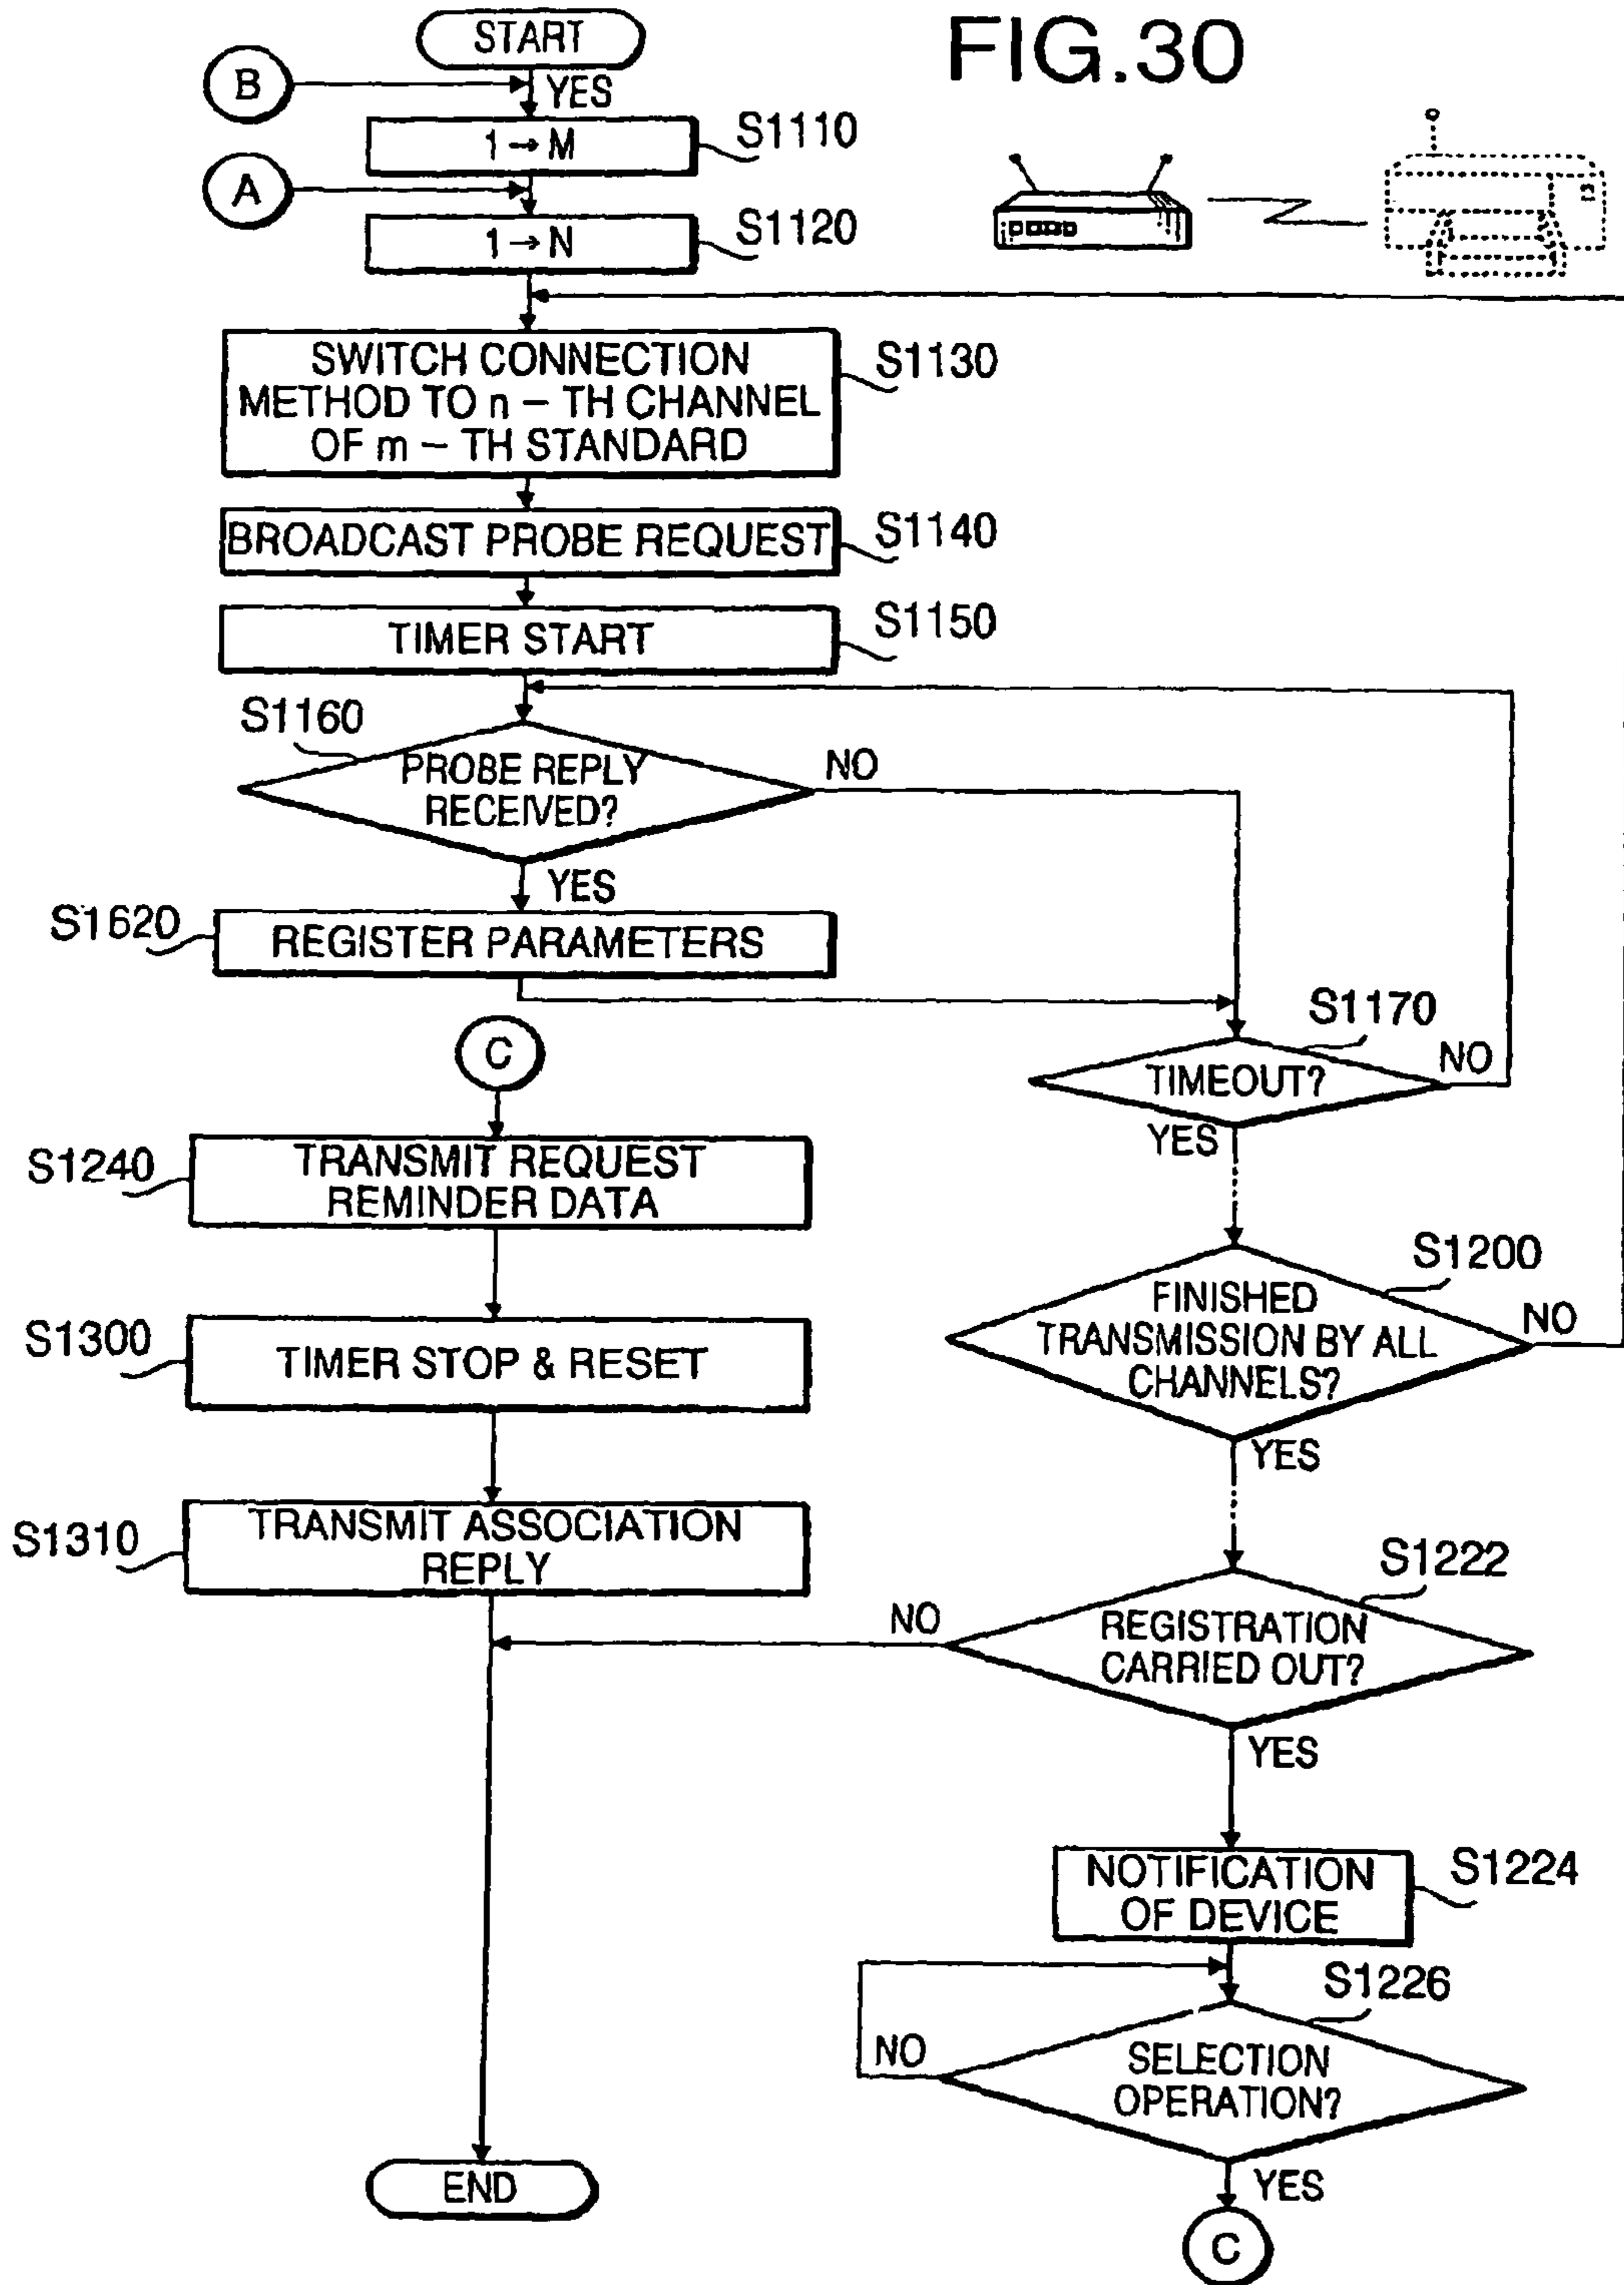 FIG.30
START
B
YES
1→M
S1110
A
1→N
S1120
SWITCH CONNECTION
METHOD TO n – TH CHANNEL
OF m – TH STANDARD
S1130
BROADCAST PROBE REQUEST
S1140
TIMER START
S1150
S1160
PROBE REPLY
RECEIVED?
NO
YES
S1620
REGISTER PARAMETERS
C
S1170
TIMEOUT?
NO
YES
S1240
TRANSMIT REQUEST
REMINDER DATA
S1200
FINISHED
TRANSMISSION BY ALL
CHANNELS?
NO
YES
S1300
TIMER STOP & RESET
S1310
TRANSMIT ASSOCIATION
REPLY
S1222
REGISTRATION
CARRIED OUT?
NO
YES
NOTIFICATION
OF DEVICE
S1224
S1226
SELECTION
OPERATION?
NO
YES
END
C